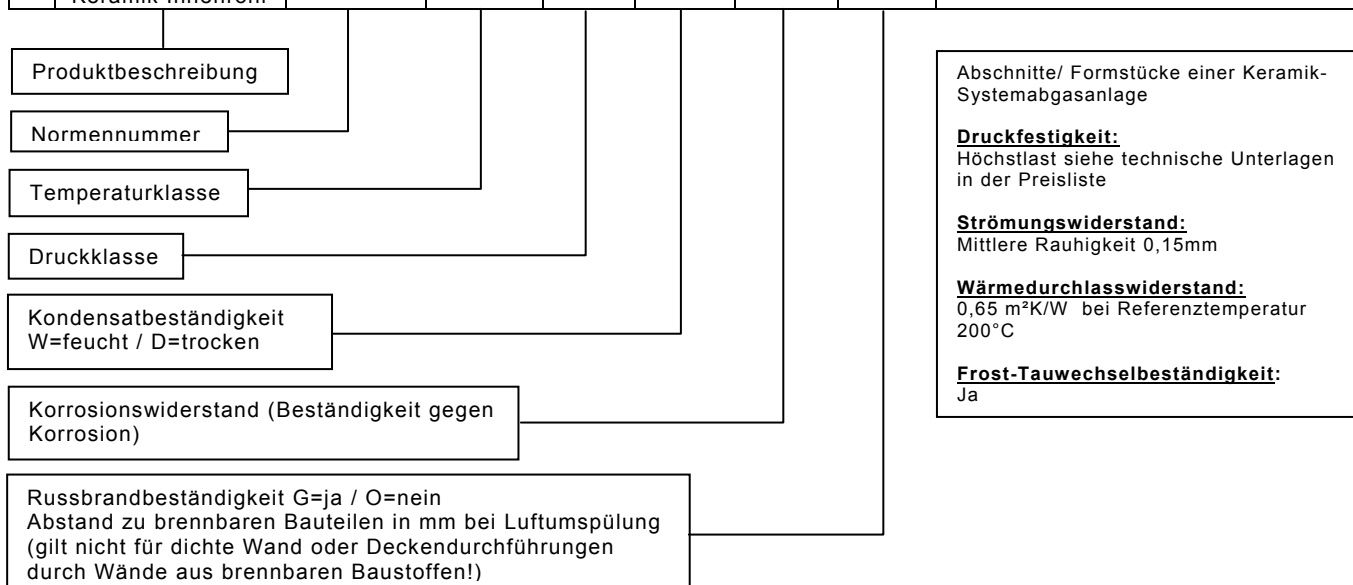 Keramik-Innenrohr
Produktbeschreibung
Normennummer
Temperaturklasse
Druckklasse
Kondensatbeständigkeit
W=feucht / D=trocken
Korrosionswiderstand (Beständigkeit gegen
Korrosion)
Russbrandbeständigkeit G=ja / O=nein
Abstand zu brennbaren Bauteilen in mm bei Luftumspülung
(gilt nicht für dichte Wand oder Deckendurchführungen
durch Wände aus brennbaren Baustoffen!)
Abschnitte/ Formstücke einer Keramik-
Systemabgasanlage
Druckfestigkeit:
Höchstlast siehe technische Unterlagen
in der Preisliste
Strömungswiderstand:
Mittlere Rauhigkeit 0,15mm
Wärmedurchlasswiderstand:
0,65 m²K/W bei Referenztemperatur
200°C
Frost-Tauwechselbeständigkeit:
Ja